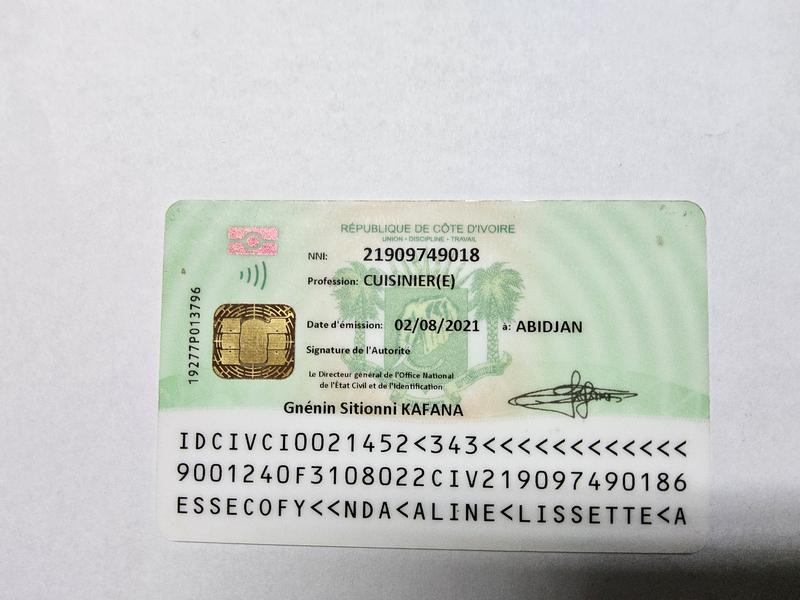 RÉPUBLIQUE DE CÔTE D'IVOIRE
UNION - DISCIPLINE - TRAVAIL
NNI: 21909749018
Profession: CUISINIER(E)
19277P013796
Date d'émission: 02/08/2021 à: ABIDJAN
Signature de l'Autorité
Le Directeur général de l'Office National
de l'État Civil et de l'Identification
Gnénin Sitionni KAFANA
IDCIVCI0021452<343<<<<<<<<<<<<
9001240F3108022CIV219097490186
ESSECOFY<<NDA<ALINE<LISSETTE<A